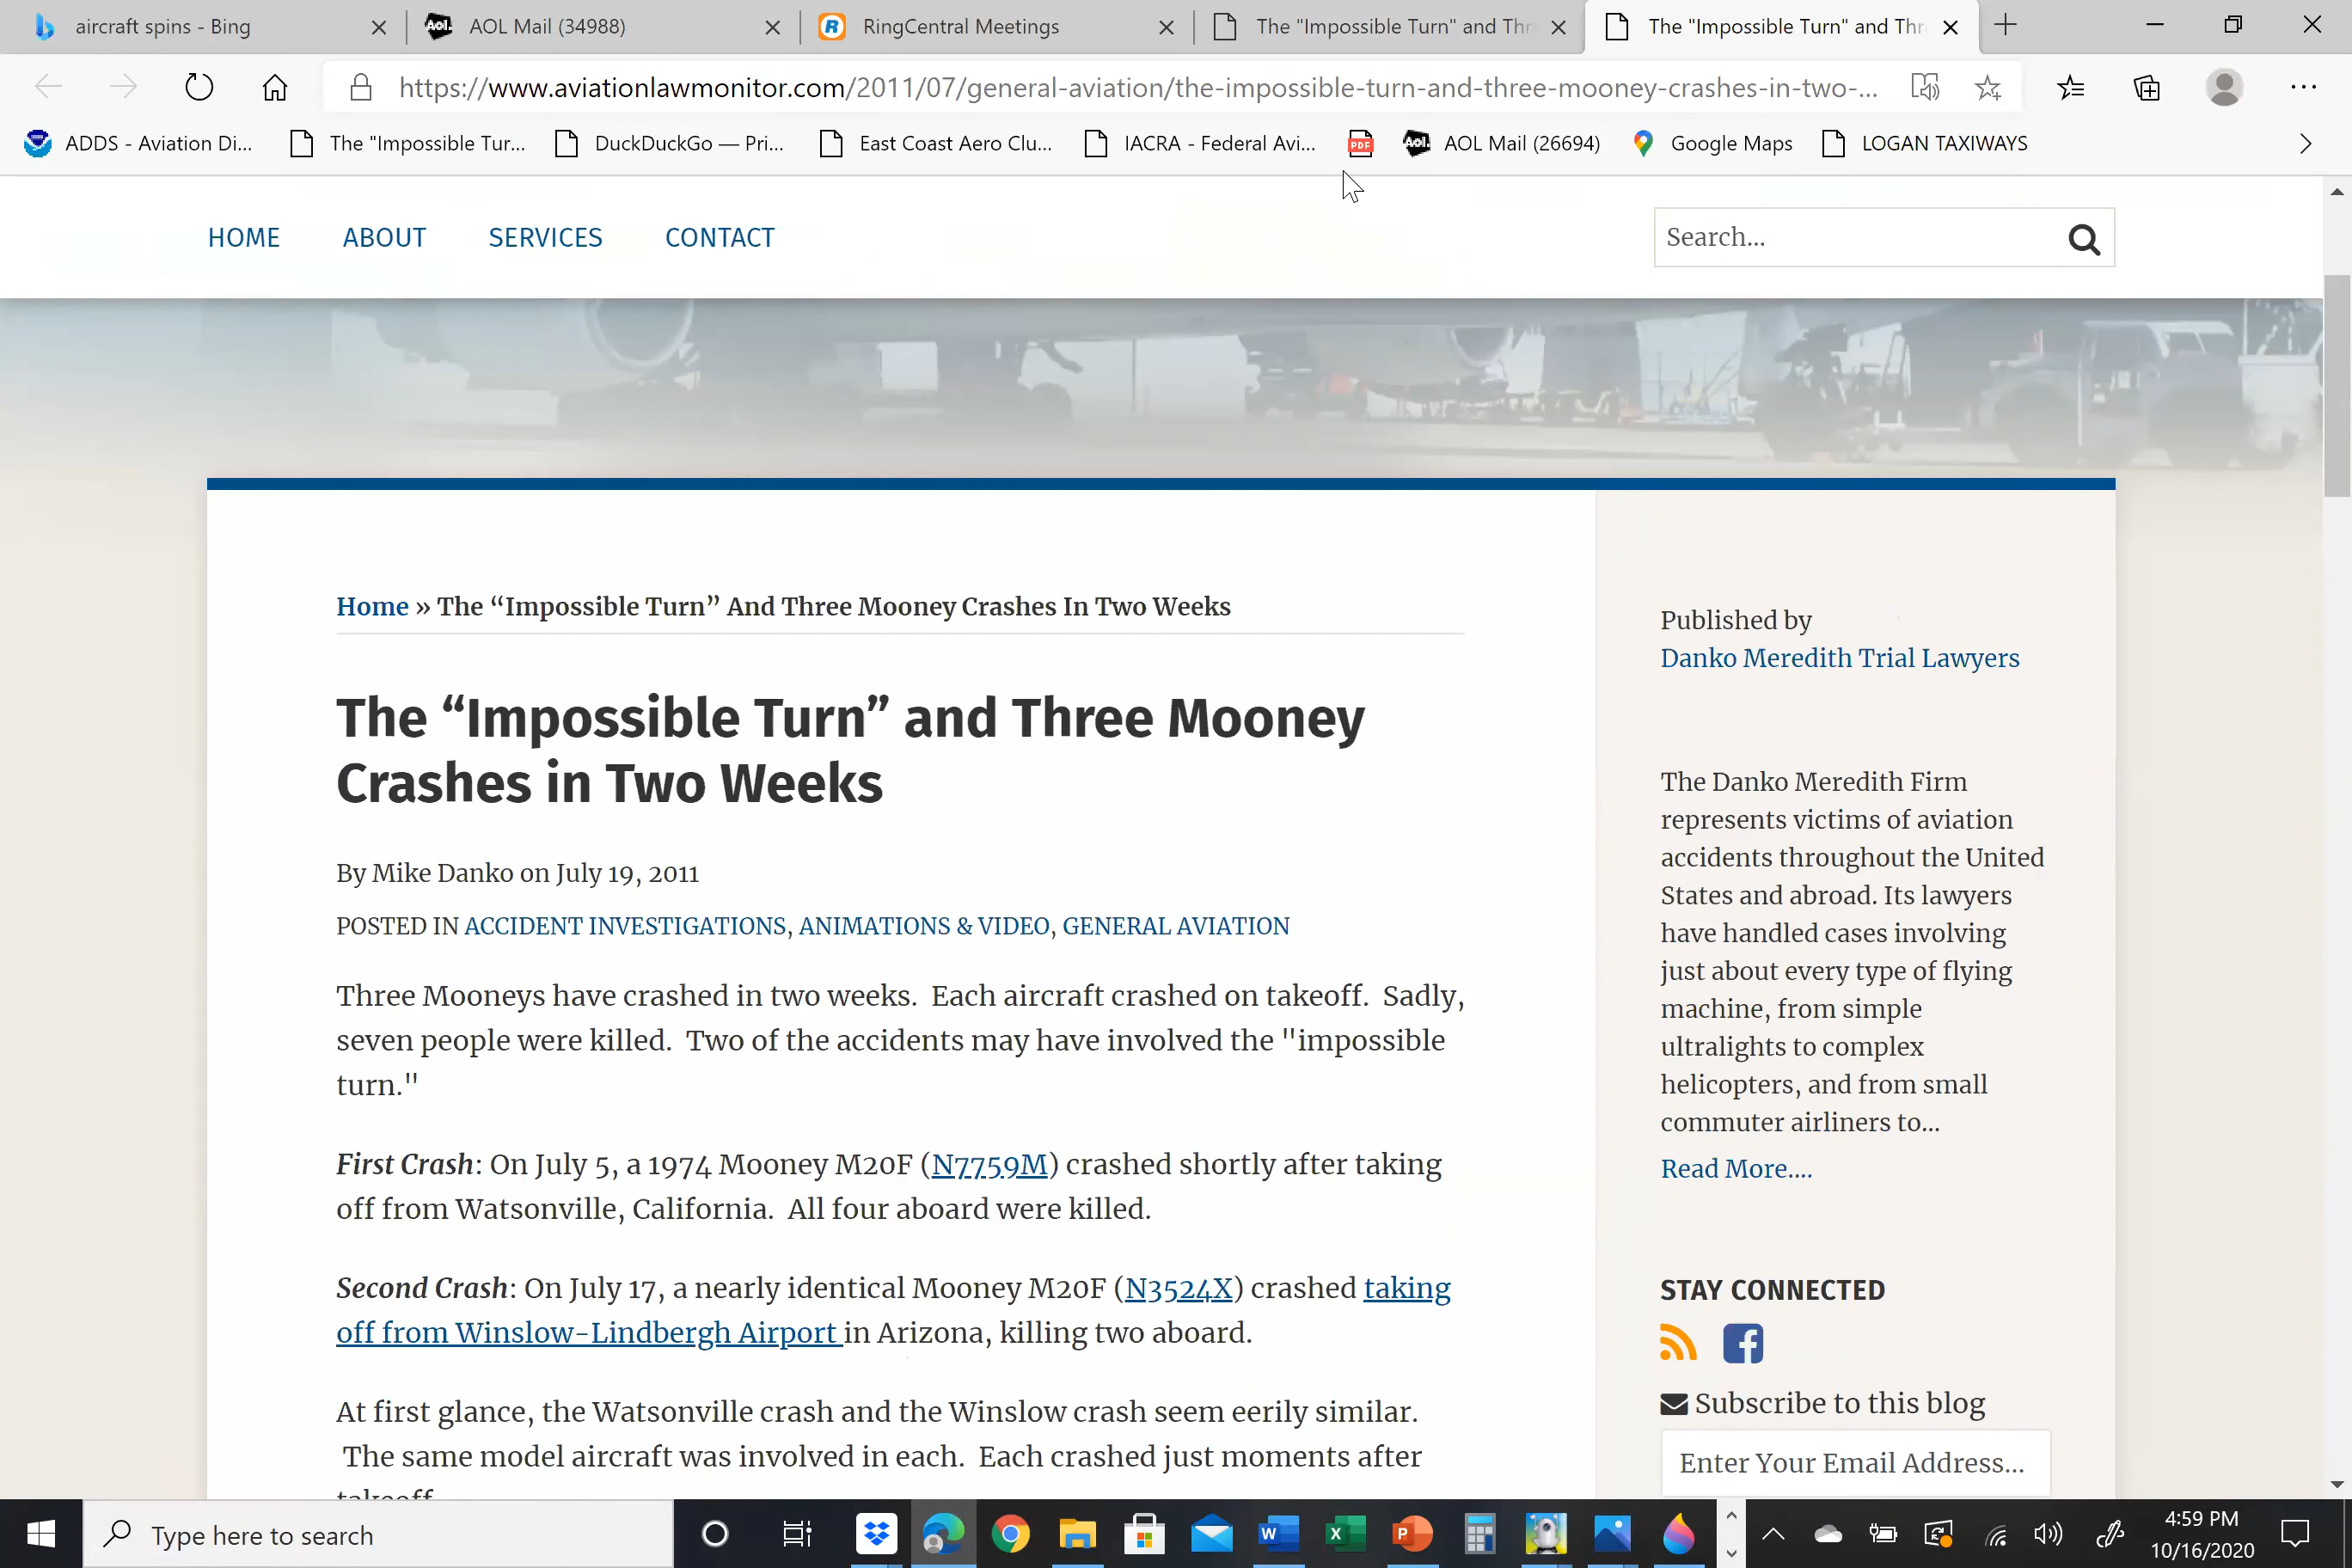 aircraft spins - Bing
AOL Mail (34988)
RingCentral Meetings
The "Impossible Turn" and Thr
The "Impossible Turn" and Thr
https://www.aviationlawmonitor.com/2011/07/general-aviation/the-impossible-turn-and-three-mooney-crashes-in-two-...
ADDS - Aviation Di...
The "Impossible Tur...
DuckDuckGo — Pri...
East Coast Aero Clu...
IACRA - Federal Avi...
PDF
Aol.
AOL Mail (26694)
Google Maps
LOGAN TAXIWAYS
HOME
ABOUT
SERVICES
CONTACT
Search...
Home » The “Impossible Turn” And Three Mooney Crashes In Two Weeks
The “Impossible Turn” and Three Mooney
Crashes in Two Weeks
By Mike Danko on July 19, 2011
POSTED IN ACCIDENT INVESTIGATIONS, ANIMATIONS & VIDEO, GENERAL AVIATION
Three Mooneys have crashed in two weeks.  Each aircraft crashed on takeoff.  Sadly,
seven people were killed.  Two of the accidents may have involved the "impossible
turn."
First Crash: On July 5, a 1974 Mooney M20F (N7759M) crashed shortly after taking
off from Watsonville, California.  All four aboard were killed.
Second Crash: On July 17, a nearly identical Mooney M20F (N3524X) crashed taking
off from Winslow-Lindbergh Airport in Arizona, killing two aboard.
At first glance, the Watsonville crash and the Winslow crash seem eerily similar.
The same model aircraft was involved in each.  Each crashed just moments after
takeoff
Published by
Danko Meredith Trial Lawyers
The Danko Meredith Firm
represents victims of aviation
accidents throughout the United
States and abroad. Its lawyers
have handled cases involving
just about every type of flying
machine, from simple
ultralights to complex
helicopters, and from small
commuter airliners to...
Read More....
STAY CONNECTED
Subscribe to this blog
Enter Your Email Address...
Type here to search
4:59 PM
10/16/2020